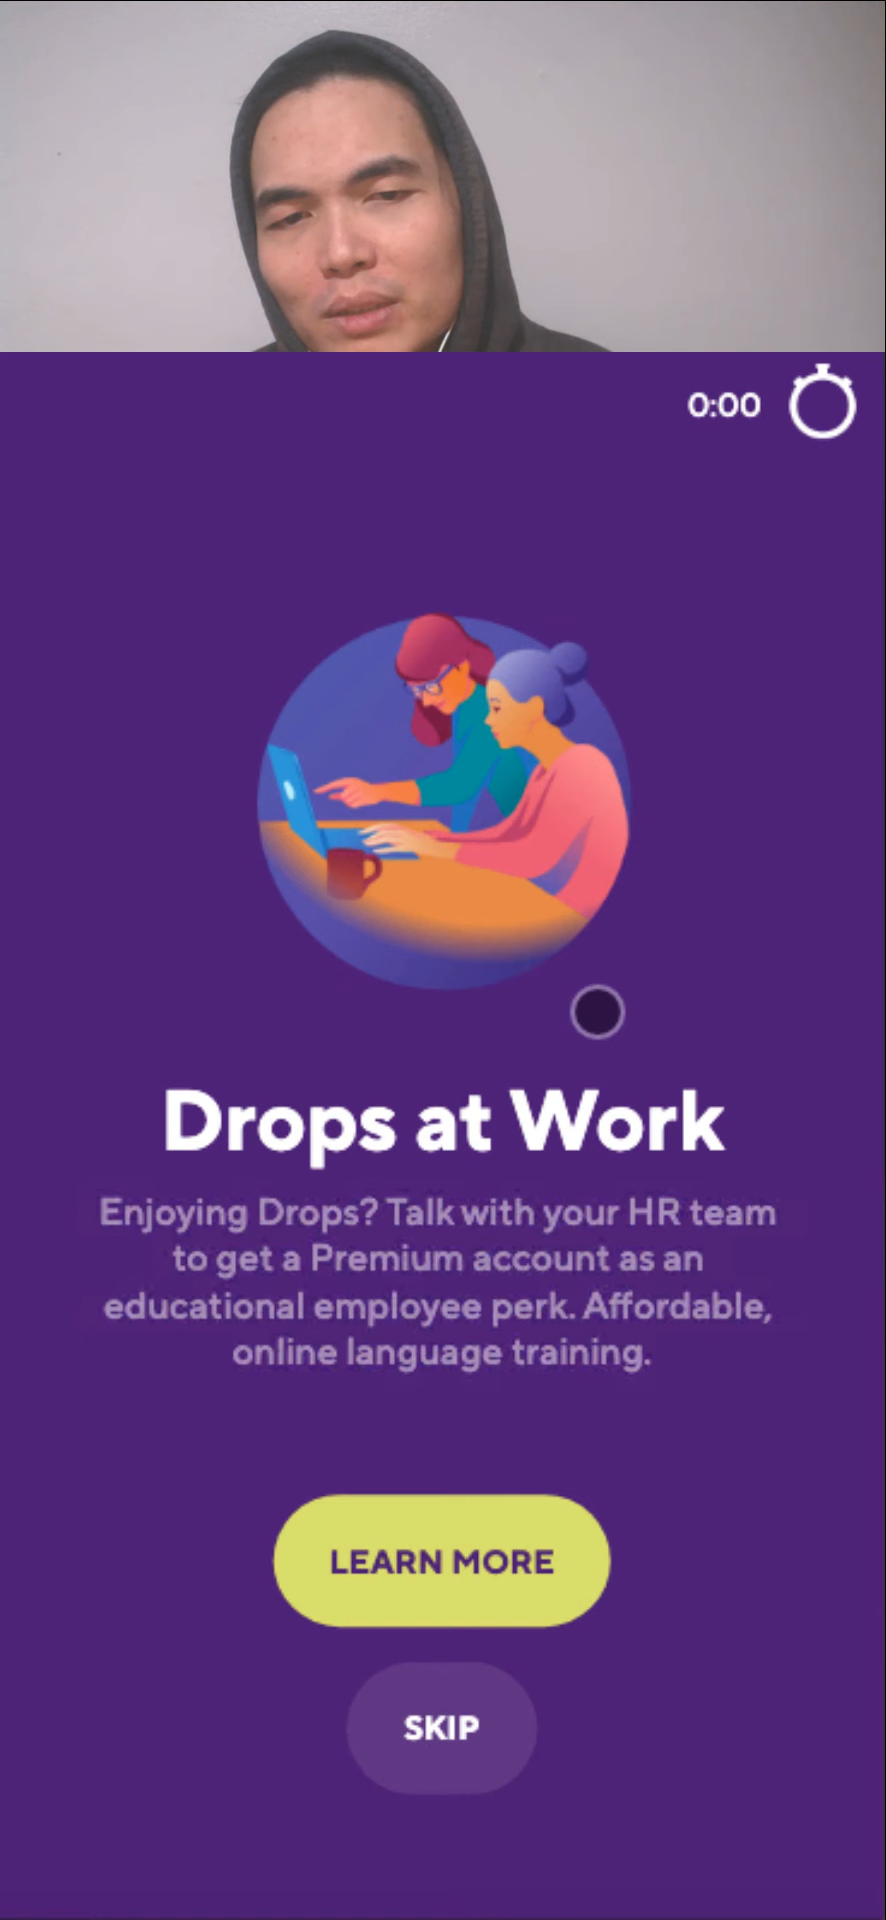 0:00
Drops at Work
Enjoying Drops? Talk with your HR team
to get a Premium account as an
educational employee perk. Affordable,
online language training.
LEARN MORE
SKIP